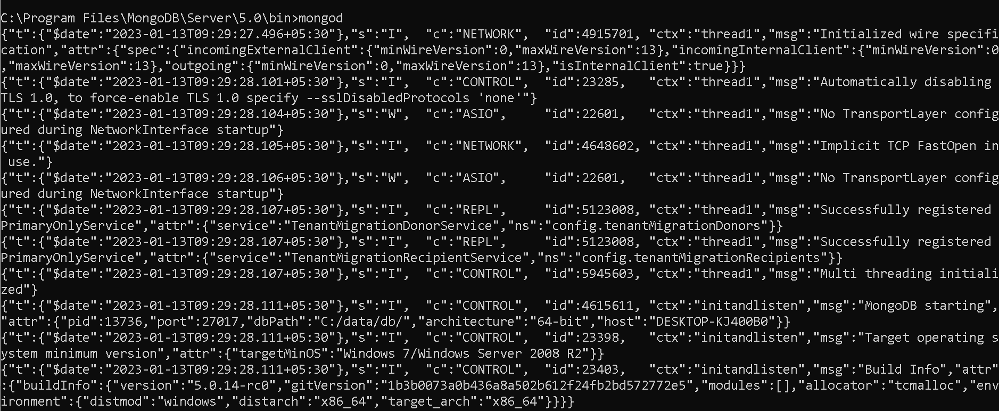 C:\Program Files\MongoDB\Server\5.0\bin>mongod
{"t":{"$date":"2023-01-13T09:29:27.496+05:30"},"s":"I",  "c":"NETWORK",  "id":4915701, "ctx":"thread1","msg":"Initialized wire specifi
cation","attr":{"spec":{"incomingExternalClient":{"minWireVersion":0,"maxWireVersion":13},"incomingInternalClient":{"minWireVersion":0
,"maxWireVersion":13},"outgoing":{"minWireVersion":0,"maxWireVersion":13},"isInternalClient":true}}}
{"t":{"$date":"2023-01-13T09:29:28.101+05:30"},"s":"I",  "c":"CONTROL",  "id":23285,   "ctx":"thread1","msg":"Automatically disabling
TLS 1.0, to force-enable TLS 1.0 specify --sslDisabledProtocols 'none'"}
{"t":{"$date":"2023-01-13T09:29:28.104+05:30"},"s":"W",  "c":"ASIO",     "id":22601,   "ctx":"thread1","msg":"No TransportLayer config
ured during NetworkInterface startup"}
{"t":{"$date":"2023-01-13T09:29:28.105+05:30"},"s":"I",  "c":"NETWORK",  "id":4648602, "ctx":"thread1","msg":"Implicit TCP FastOpen in
 use."}
{"t":{"$date":"2023-01-13T09:29:28.106+05:30"},"s":"W",  "c":"ASIO",     "id":22601,   "ctx":"thread1","msg":"No TransportLayer config
ured during NetworkInterface startup"}
{"t":{"$date":"2023-01-13T09:29:28.107+05:30"},"s":"I",  "c":"REPL",     "id":5123008, "ctx":"thread1","msg":"Successfully registered
PrimaryOnlyService","attr":{"service":"TenantMigrationDonorService","ns":"config.tenantMigrationDonors"}}
{"t":{"$date":"2023-01-13T09:29:28.107+05:30"},"s":"I",  "c":"REPL",     "id":5123008, "ctx":"thread1","msg":"Successfully registered
PrimaryOnlyService","attr":{"service":"TenantMigrationRecipientService","ns":"config.tenantMigrationRecipients"}}
{"t":{"$date":"2023-01-13T09:29:28.107+05:30"},"s":"I",  "c":"CONTROL",  "id":5945603, "ctx":"thread1","msg":"Multi threading initiali
zed"}
{"t":{"$date":"2023-01-13T09:29:28.111+05:30"},"s":"I",  "c":"CONTROL",  "id":4615611, "ctx":"initandlisten","msg":"MongoDB starting",
"attr":{"pid":13736,"port":27017,"dbPath":"C:/data/db/","architecture":"64-bit","host":"DESKTOP-KJ400B0"}}
{"t":{"$date":"2023-01-13T09:29:28.111+05:30"},"s":"I",  "c":"CONTROL",  "id":23398,   "ctx":"initandlisten","msg":"Target operating s
ystem minimum version","attr":{"targetMinOS":"Windows 7/Windows Server 2008 R2"}}
{"t":{"$date":"2023-01-13T09:29:28.111+05:30"},"s":"I",  "c":"CONTROL",  "id":23403,   "ctx":"initandlisten","msg":"Build Info","attr"
:{"buildInfo":{"version":"5.0.14-rc0","gitVersion":"1b3b0073a0b436a8a502b612f24fb2bd572772e5","modules":[],"allocator":"tcmalloc","env
ironment":{"distmod":"windows","distarch":"x86_64","target_arch":"x86_64"}}}}